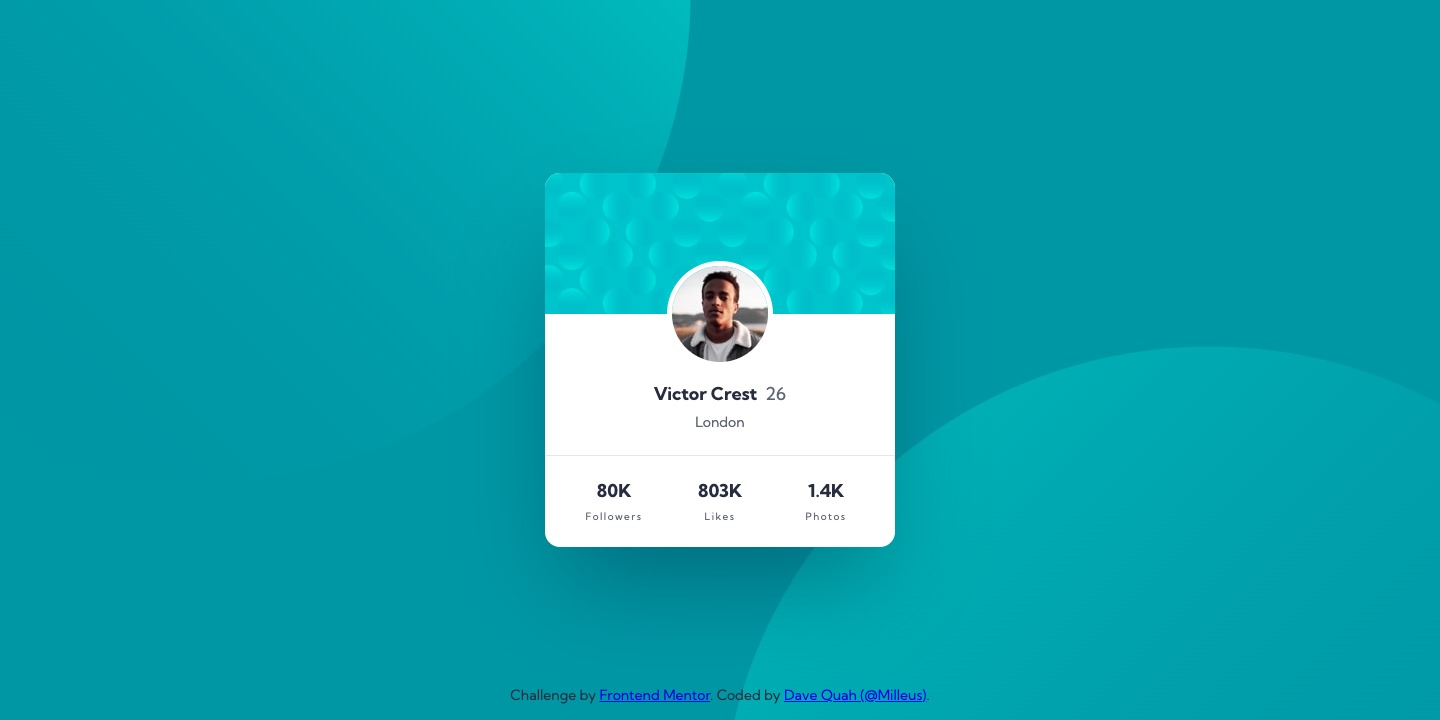 Victor Crest 26
London
80K 803K 1.4K
Followers Likes Photos
Challenge by Frontend Mentor. Coded by Dave Quah (@Milleus).